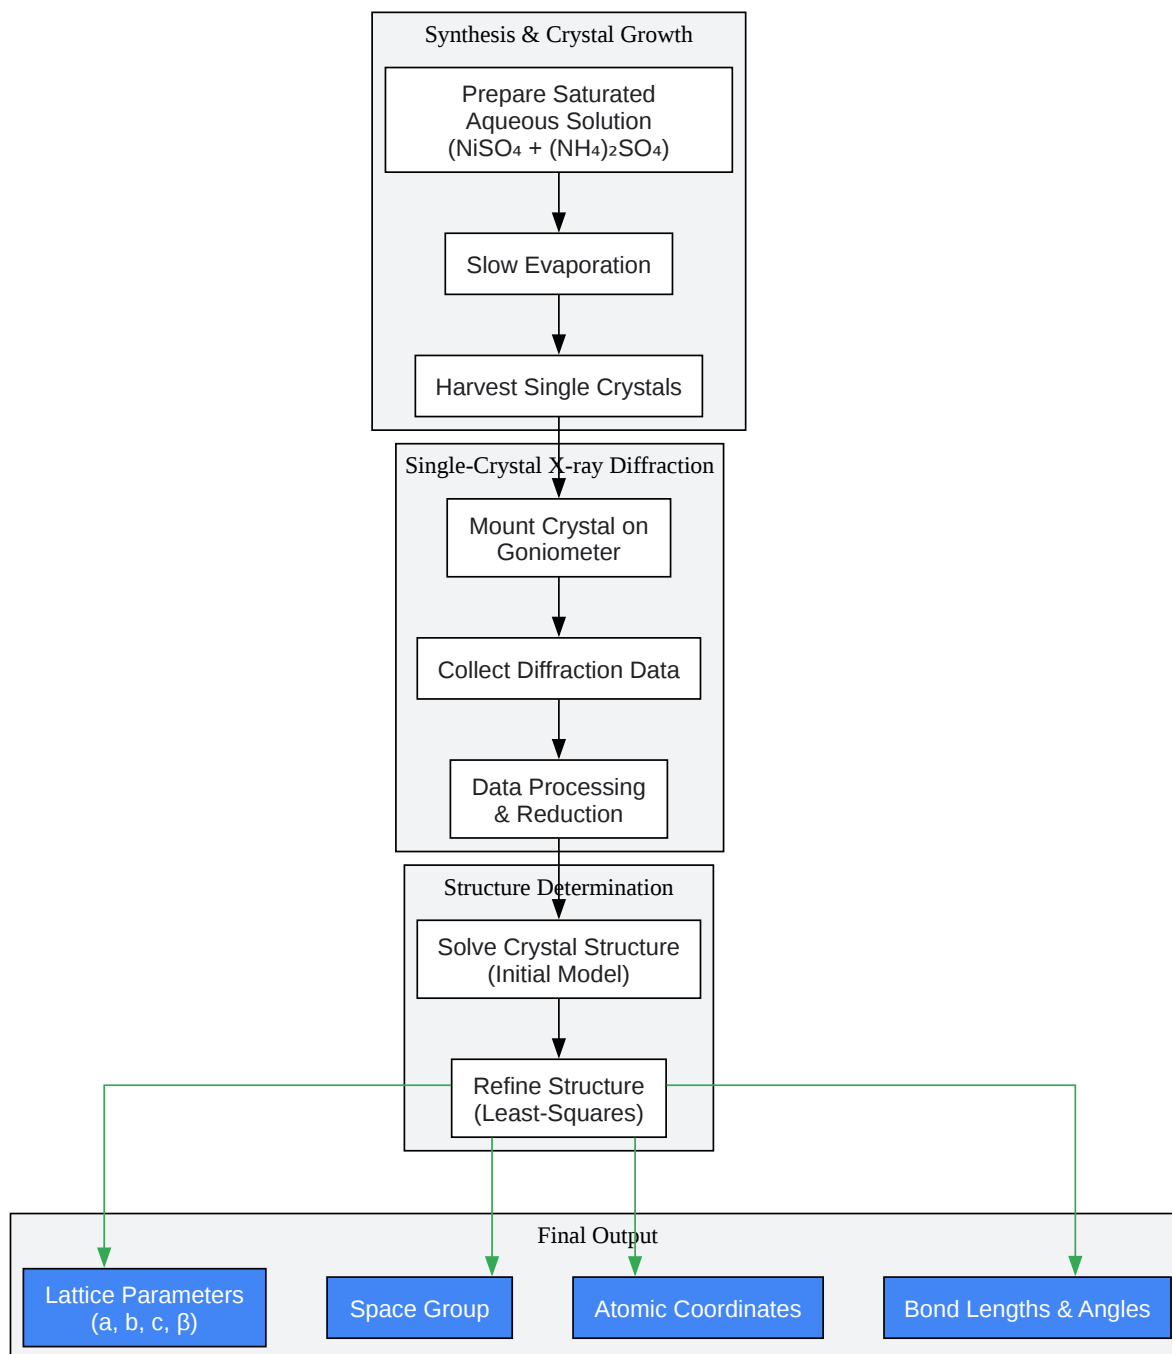 Synthesis & Crystal Growth
Prepare Saturated
Aqueous Solution
(NiSO₄ + (NH₄)₂SO₄)
Slow Evaporation
Harvest Single Crystals
Single-Crystal X-ray Diffraction
Mount Crystal on
Goniometer
Collect Diffraction Data
Data Processing
& Reduction
Structure Determination
Solve Crystal Structure
(Initial Model)
Refine Structure
(Least-Squares)
Final Output
Lattice Parameters
(a, b, c, β)
Space Group
Atomic Coordinates
Bond Lengths & Angles